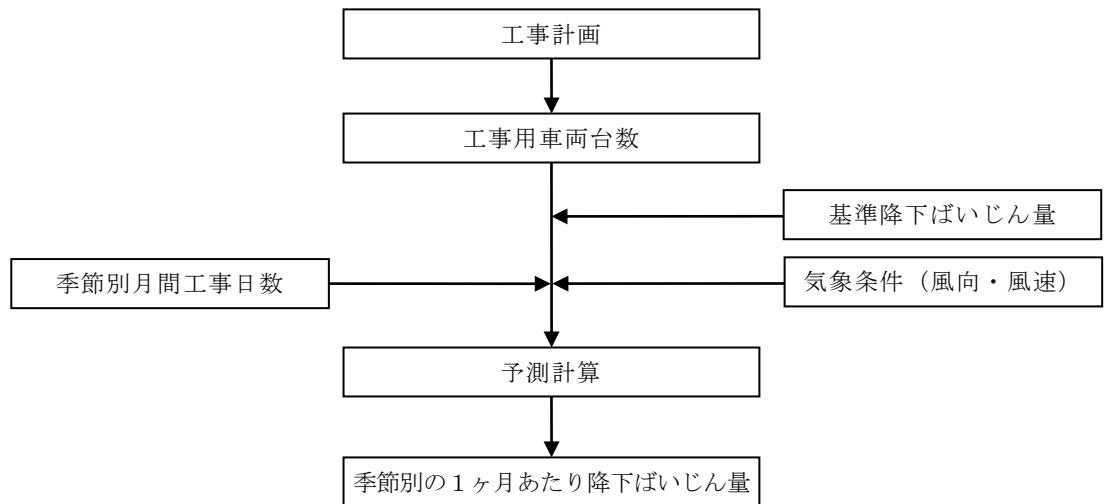 工事計画
工事用車両台数
基準降下ばいじん量
季節別月間工事日数
気象条件（風向・風速）
予測計算
季節別の１ヶ月あたり降下ばいじん量